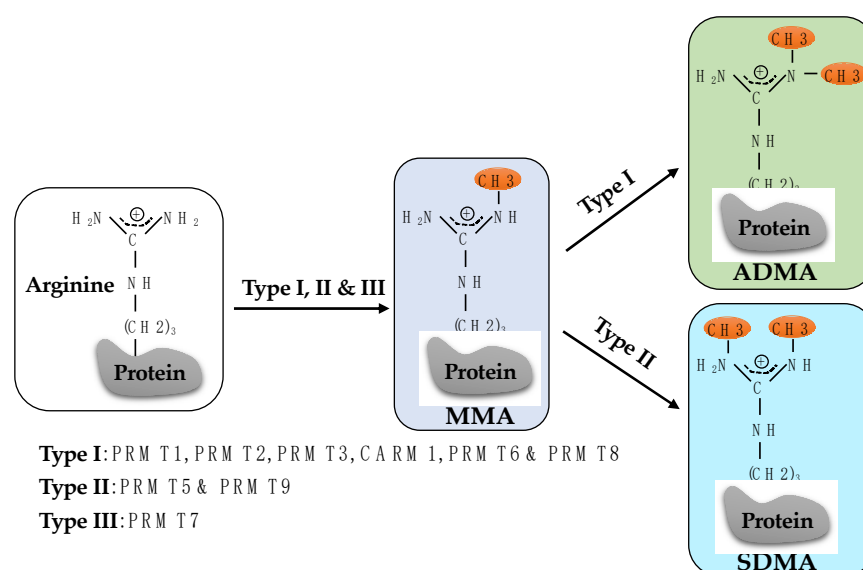 H2N NH2
C
Arginine NH
(CH2)3
Protein
Type I, II & III
CH3
H2N NH
C
NH
(CH2)3
Protein
MMA
Type I
CH3
H2N N CH3
C
NH
(CH2)3
Protein
ADMA
Type II
CH3 CH3
H2N NH
C
NH
(CH2)3
Protein
SDMA
Type I:PRMT1,PRMT2,PRMT3,CARM1,PRMT6& PRMT8
Type II:PRMT5& PRMT9
Type III:PRMT7